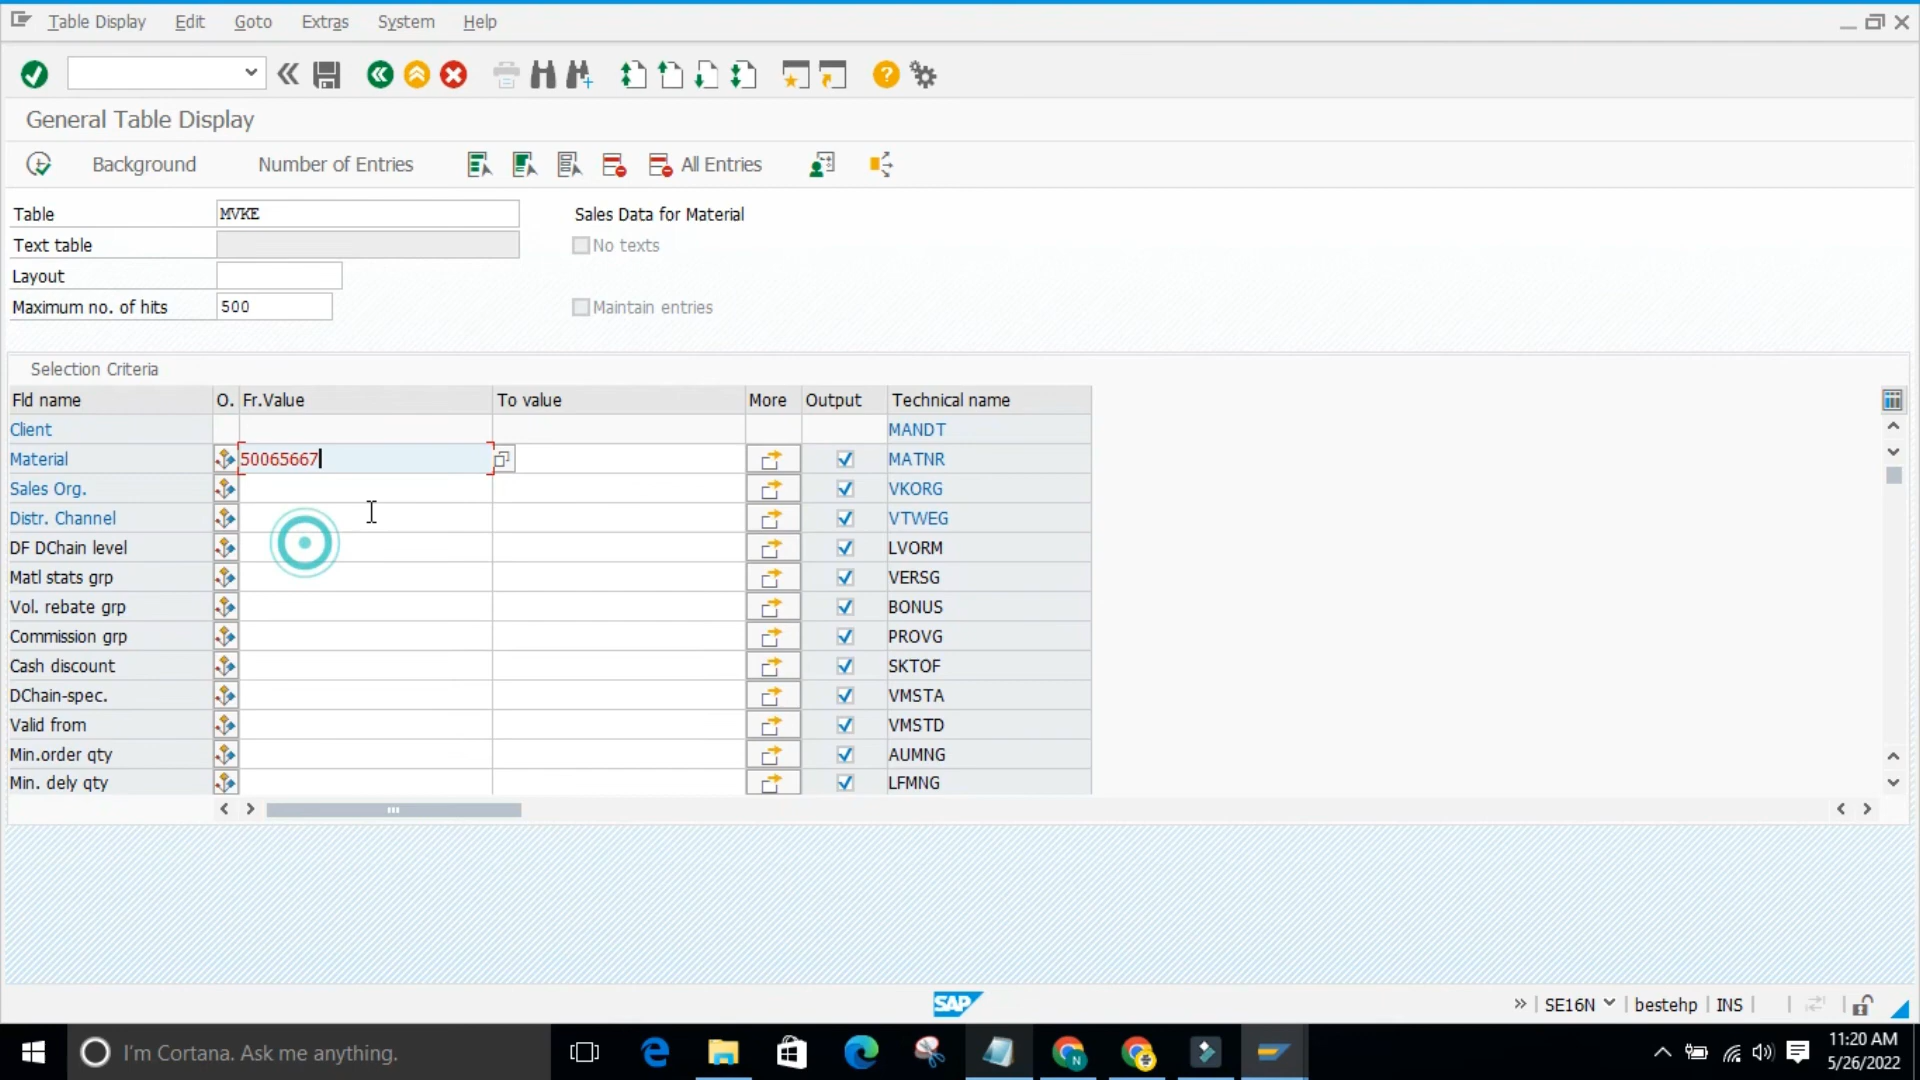 Table Display Edit Goto Extras System Help
General Table Display
Background Number of Entries All Entries
Table MVKE Sales Data for Material
Text table No texts
Layout
Maximum no. of hits 500 Maintain entries
Selection Criteria
Fld name O. Fr.Value To value More Output Technical name
Client MANDT
Material 50065667 MATNR
Sales Org. VKORG
Distr. Channel VTWEG
DF DChain level LVORM
Matl stats grp VERSG
Vol. rebate grp BONUS
Commission grp PROVG
Cash discount SKTOF
DChain-spec. VMSTA
Valid from VMSTD
Min.order qty AUMNG
Min. dely qty LFMNG
SAP SE16N bestehp INS
I'm Cortana. Ask me anything. N 11:20 AM
5/26/2022